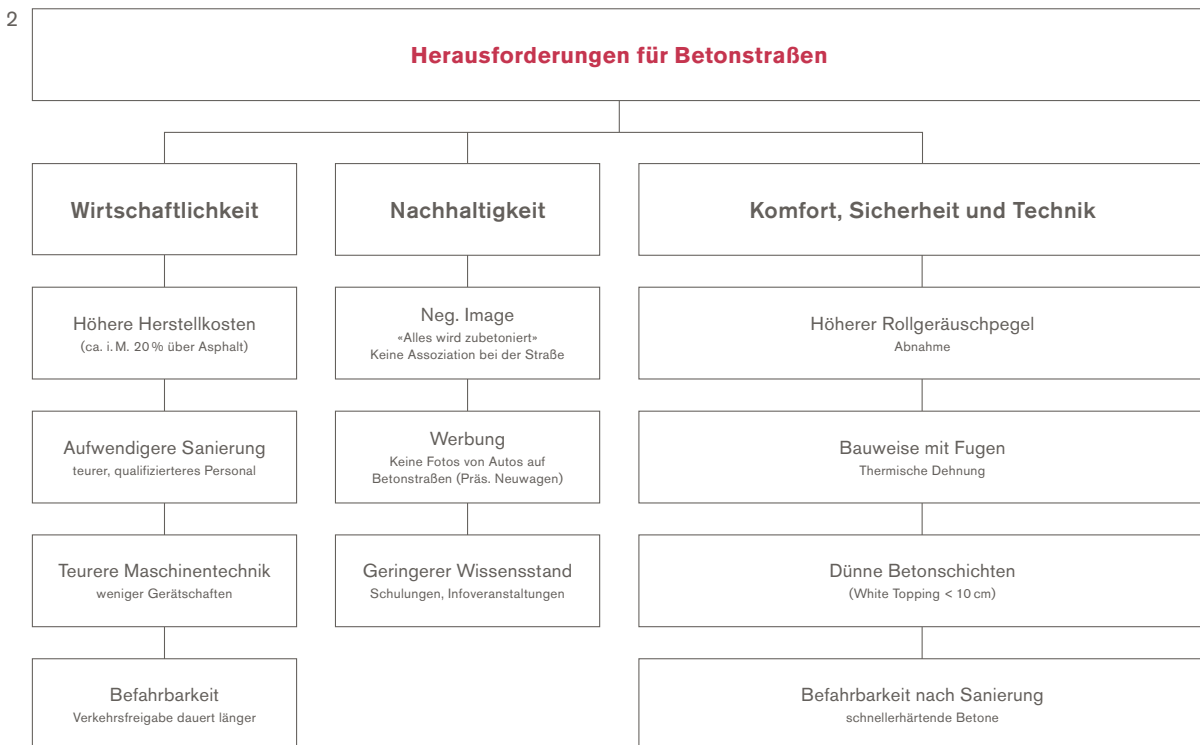 2
Herausforderungen für Betonstraßen
Wirtschaftlichkeit
Höhere Herstellkosten
(ca. i. M. 20 % über Asphalt)
Aufwendigere Sanierung
teurer, qualifizierteres Personal
Teurere Maschinentechnik
weniger Gerätschaften
Befahrbarkeit
Verkehrsfreigabe dauert länger
Nachhaltigkeit
Neg. Image
«Alles wird zubetoniert»
Keine Assoziation bei der Straße
Werbung
Keine Fotos von Autos auf
Betonstraßen (Präs. Neuwagen)
Geringerer Wissensstand
Schulungen, Infoveranstaltungen
Komfort, Sicherheit und Technik
Höherer Rollgeräuschpegel
Abnahme
Bauweise mit Fugen
Thermische Dehnung
Dünne Betonschichten
(White Topping < 10 cm)
Befahrbarkeit nach Sanierung
schnellerhärtende Betone